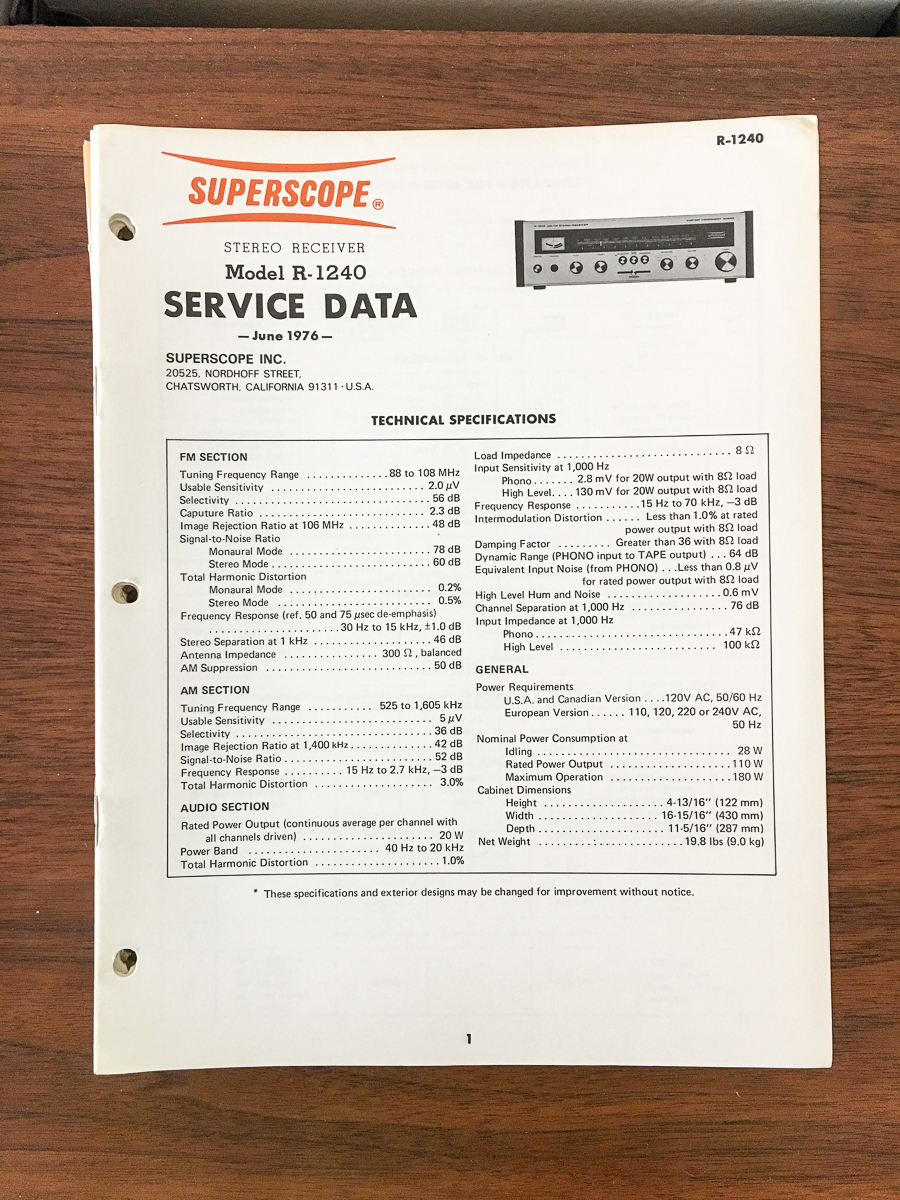 R-1240
SUPERSCOPE®
STEREO RECEIVER
Model R-1240
SERVICE DATA
— June 1976 —
SUPERSCOPE INC.
20525, NORDHOFF STREET,
CHATSWORTH, CALIFORNIA 91311 · U.S.A.
TECHNICAL SPECIFICATIONS
FM SECTION
Tuning Frequency Range . . . . . . . . . . . . . . 88 to 108 MHz
Usable Sensitivity . . . . . . . . . . . . . . . . . . . . . . . . 2.0 μV
Selectivity . . . . . . . . . . . . . . . . . . . . . . . . . . . . . . 56 dB
Caputure Ratio . . . . . . . . . . . . . . . . . . . . . . . . . . 2.3 dB
Image Rejection Ratio at 106 MHz . . . . . . . . . . . . . 48 dB
Signal-to-Noise Ratio
Monaural Mode . . . . . . . . . . . . . . . . . . . . . . 78 dB
Stereo Mode . . . . . . . . . . . . . . . . . . . . . . . . . 60 dB
Total Harmonic Distortion
Monaural Mode . . . . . . . . . . . . . . . . . . . . . . 0.2%
Stereo Mode . . . . . . . . . . . . . . . . . . . . . . . . 0.5%
Frequency Response (ref. 50 and 75 μsec de-emphasis)
. . . . . . . . . . . . . . . . . . . . 30 Hz to 15 kHz, ±1.0 dB
Stereo Separation at 1 kHz . . . . . . . . . . . . . . . . . . 46 dB
Antenna Impedance . . . . . . . . . . . . . . 300 Ω, balanced
AM Suppression . . . . . . . . . . . . . . . . . . . . . . . . . 50 dB
AM SECTION
Tuning Frequency Range . . . . . . . . . . 525 to 1,605 kHz
Usable Sensitivity . . . . . . . . . . . . . . . . . . . . . . . . . 5 μV
Selectivity . . . . . . . . . . . . . . . . . . . . . . . . . . . . . . 36 dB
Image Rejection Ratio at 1,400 kHz . . . . . . . . . . . . . 42 dB
Signal-to-Noise Ratio . . . . . . . . . . . . . . . . . . . . . . . 52 dB
Frequency Response . . . . . . . . . 15 Hz to 2.7 kHz, −3 dB
Total Harmonic Distortion . . . . . . . . . . . . . . . . . . 3.0%
AUDIO SECTION
Rated Power Output (continuous average per channel with
all channels driven) . . . . . . . . . . . . . . . . . . . . . 20 W
Power Band . . . . . . . . . . . . . . . . . . . . 40 Hz to 20 kHz
Total Harmonic Distortion . . . . . . . . . . . . . . . . . . . 1.0%
Load Impedance . . . . . . . . . . . . . . . . . . . . . . . . . . . 8 Ω
Input Sensitivity at 1,000 Hz
Phono . . . . . . . 2.8 mV for 20W output with 8Ω load
High Level. . . . 130 mV for 20W output with 8Ω load
Frequency Response . . . . . . . . . . 15 Hz to 70 kHz, −3 dB
Intermodulation Distortion . . . . . . Less than 1.0% at rated
power output with 8Ω load
Damping Factor . . . . . . . . . Greater than 36 with 8Ω load
Dynamic Range (PHONO input to TAPE output) . . . 64 dB
Equivalent Input Noise (from PHONO) . . . Less than 0.8 μV
for rated power output with 8Ω load
High Level Hum and Noise . . . . . . . . . . . . . . . . . . 0.6 mV
Channel Separation at 1,000 Hz . . . . . . . . . . . . . . . 76 dB
Input Impedance at 1,000 Hz
Phono . . . . . . . . . . . . . . . . . . . . . . . . . . . . . . 47 kΩ
High Level . . . . . . . . . . . . . . . . . . . . . . . . . 100 kΩ
GENERAL
Power Requirements
U.S.A. and Canadian Version . . . . 120V AC, 50/60 Hz
European Version . . . . . . 110, 120, 220 or 240V AC,
50 Hz
Nominal Power Consumption at
Idling . . . . . . . . . . . . . . . . . . . . . . . . . . . . . . 28 W
Rated Power Output . . . . . . . . . . . . . . . . . . . 110 W
Maximum Operation . . . . . . . . . . . . . . . . . . . 180 W
Cabinet Dimensions
Height . . . . . . . . . . . . . . . . . . . 4-13/16" (122 mm)
Width . . . . . . . . . . . . . . . . . . . 16-15/16" (430 mm)
Depth . . . . . . . . . . . . . . . . . . . 11-5/16" (287 mm)
Net Weight . . . . . . . . . . . . . . . . . . . . . . . 19.8 lbs (9.0 kg)
* These specifications and exterior designs may be changed for improvement without notice.
1